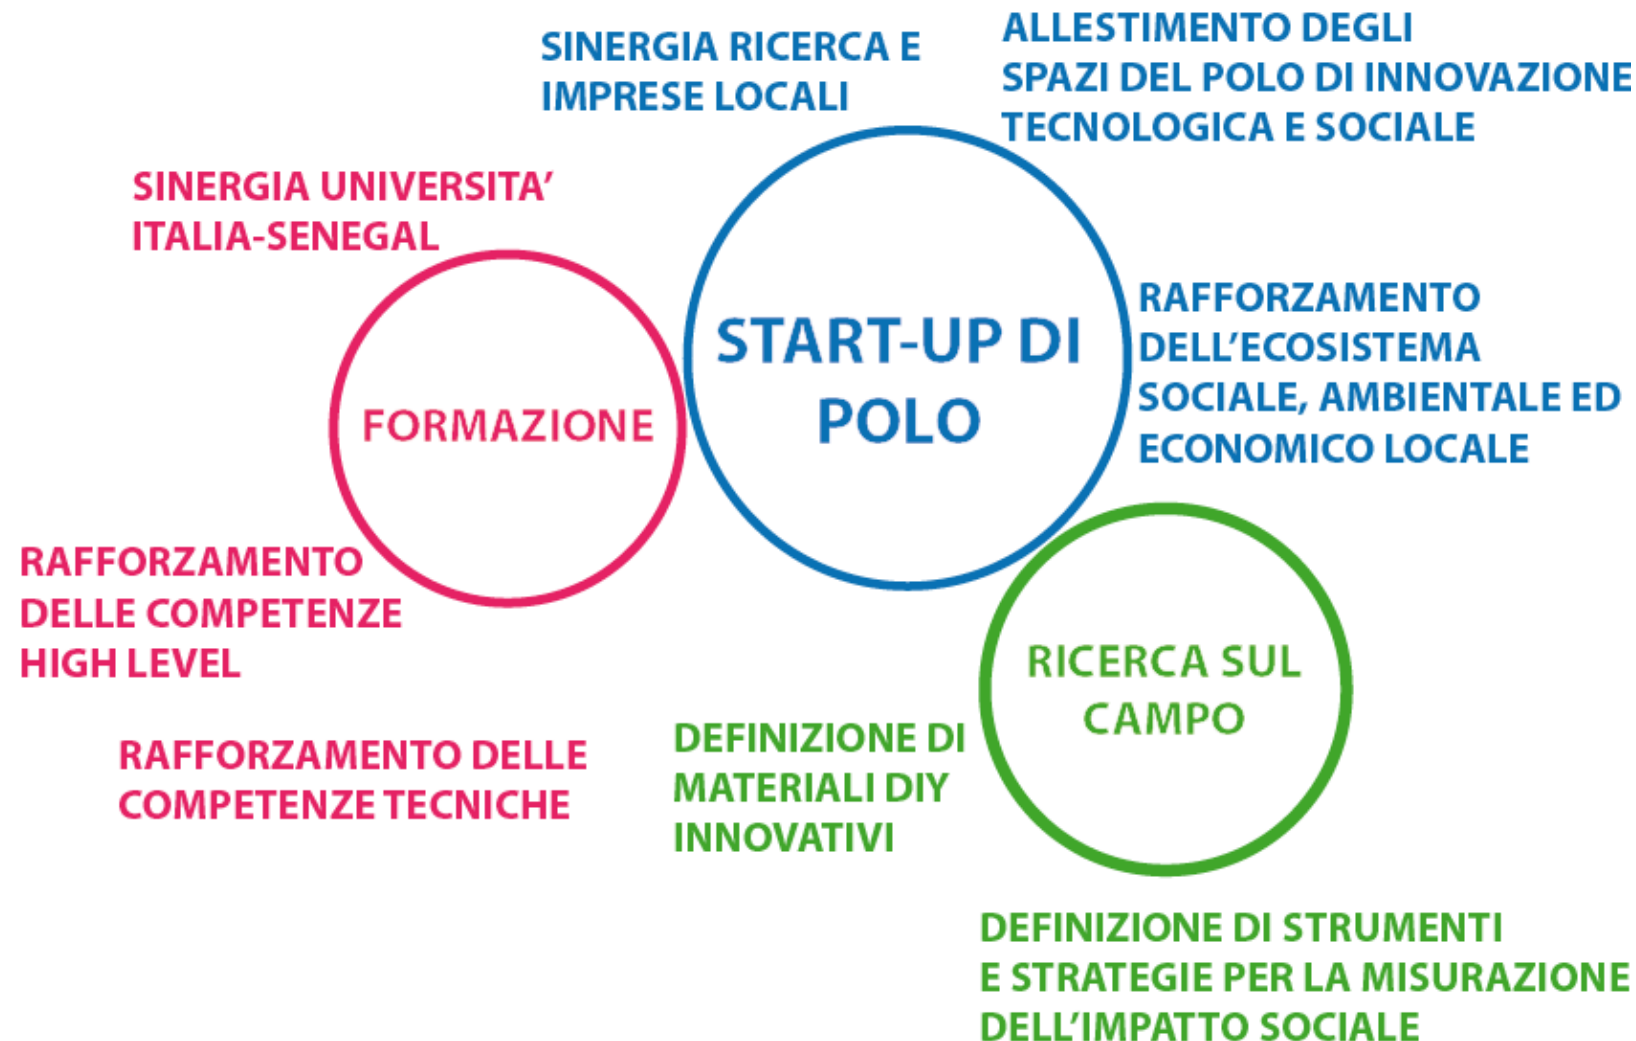 SINERGIA RICERCA E
IMPRESE LOCALI
ALLESTIMENTO DEGLI
SPAZI DEL POLO DI INNOVAZIONE
TECNOLOGICA E SOCIALE
SINERGIA UNIVERSITA’
ITALIA-SENEGAL
START-UP DI
POLO
RAFFORZAMENTO
DELL’ECOSISTEMA
SOCIALE, AMBIENTALE ED
ECONOMICO LOCALE
FORMAZIONE
RAFFORZAMENTO
DELLE COMPETENZE
HIGH LEVEL
RAFFORZAMENTO DELLE
COMPETENZE TECNICHE
RICERCA SUL
CAMPO
DEFINIZIONE DI
MATERIALI DIY
INNOVATIVI
DEFINIZIONE DI STRUMENTI
E STRATEGIE PER LA MISURAZIONE
DELL’IMPATTO SOCIALE